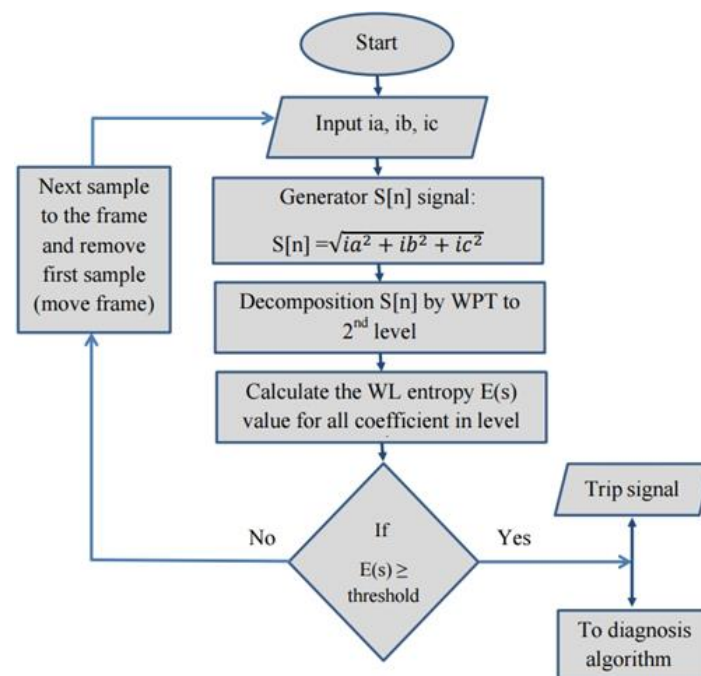 Start
Input ia, ib, ic
Generator S[n] signal:
S[n] =√ia² + ib² + ic²
Decomposition S[n] by WPT to
2nd level
Calculate the WL entropy E(s)
value for all coefficient in level
If
E(s) ≥
threshold
No
Yes
Next sample
to the frame
and remove
first sample
(move frame)
Trip signal
To diagnosis
algorithm